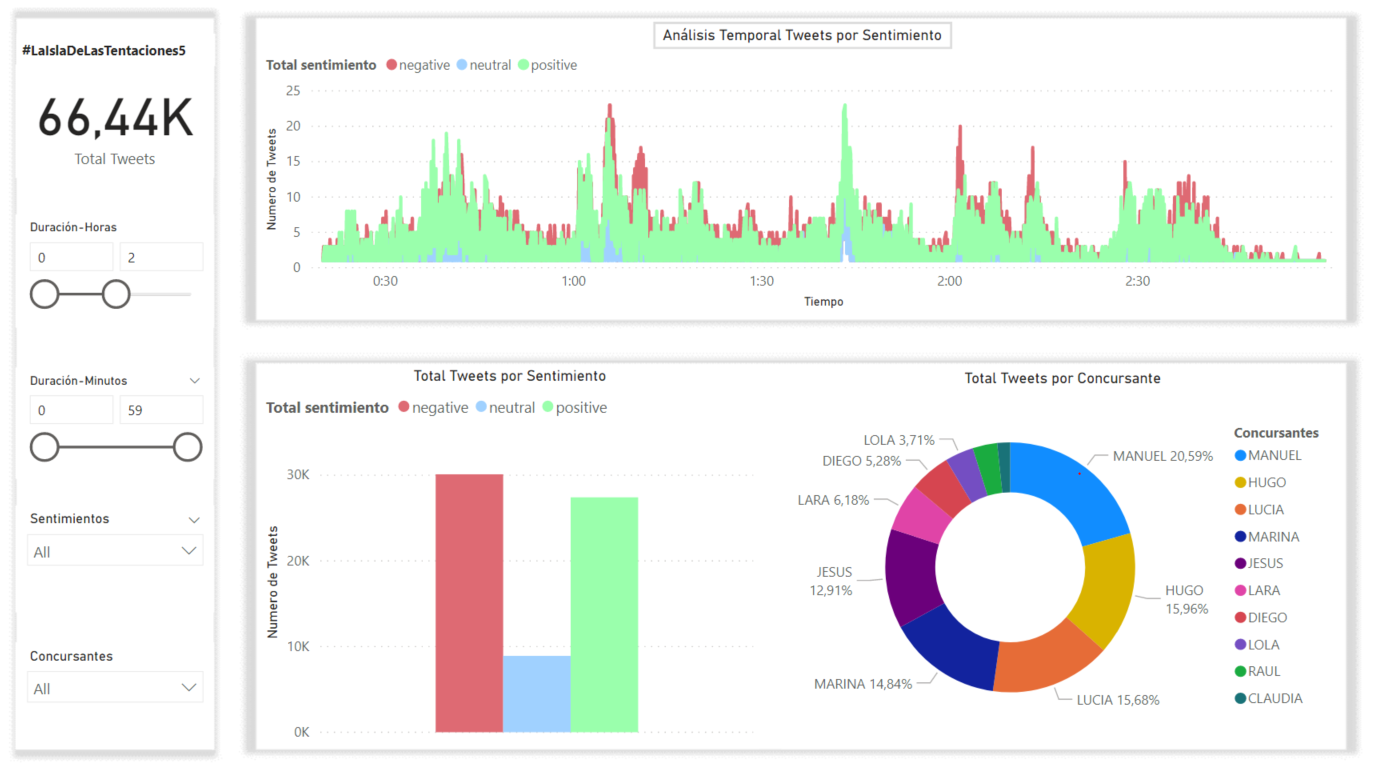 #LaIslaDeLasTentaciones5
66,44K
Total Tweets
Duración-Horas
0
2
Duración-Minutos
0
59
Sentimientos
All
Concursantes
All
Análisis Temporal Tweets por Sentimiento
Total sentimiento negative neutral positive
Numero de Tweets
25
20
15
10
5
0
0:30 1:00 1:30 2:00 2:30
Tiempo
Total Tweets por Sentimiento
Total sentimiento negative neutral positive
Numero de Tweets
30K
20K
10K
0K
Total Tweets por Concursante
LOLA 3,71%
DIEGO 5,28%
LARA 6,18%
JESUS
12,91%
MARINA 14,84%
MANUEL 20,59%
HUGO
15,96%
LUCIA 15,68%
Concursantes
MANUEL
HUGO
LUCIA
MARINA
JESUS
LARA
DIEGO
LOLA
RAUL
CLAUDIA